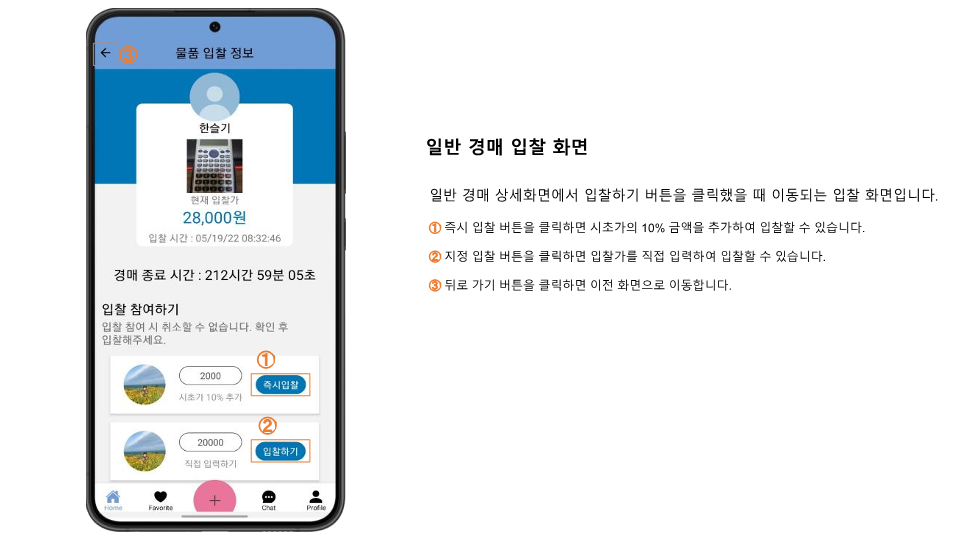 ③
물품 입찰 정보
한슬기
현재 입찰가
28,000원
입찰 시간 : 05/19/22 08:32:46
경매 종료 시간 : 212시간 59분 05초
입찰 참여하기
입찰 참여 시 취소할 수 없습니다. 확인 후
입찰해주세요.
①
2000
즉시입찰
시초가 10% 추가
②
20000
입찰하기
직접 입력하기
Home
Favorite
Chat
Profile
일반 경매 입찰 화면
일반 경매 상세화면에서 입찰하기 버튼을 클릭했을 때 이동되는 입찰 화면입니다.
① 즉시 입찰 버튼을 클릭하면 시초가의 10% 금액을 추가하여 입찰할 수 있습니다.
② 지정 입찰 버튼을 클릭하면 입찰가를 직접 입력하여 입찰할 수 있습니다.
③ 뒤로 가기 버튼을 클릭하면 이전 화면으로 이동합니다.